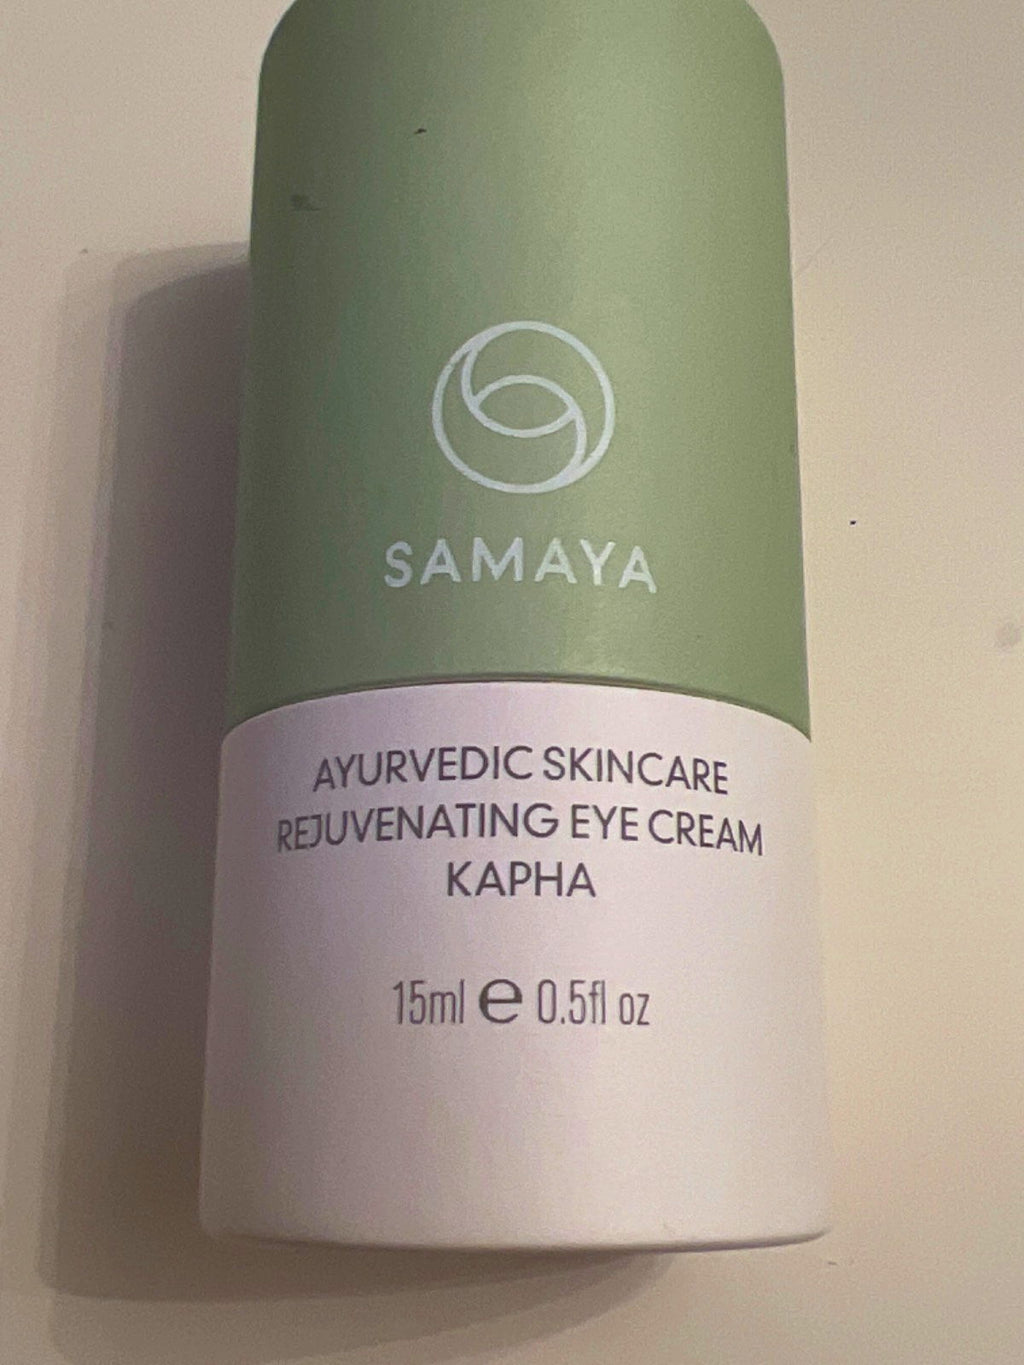 SAMAYA
AYURVEDIC SKINCARE
REJUVENATING EYE CREAM
KAPHA
15ml e 0.5fl oz